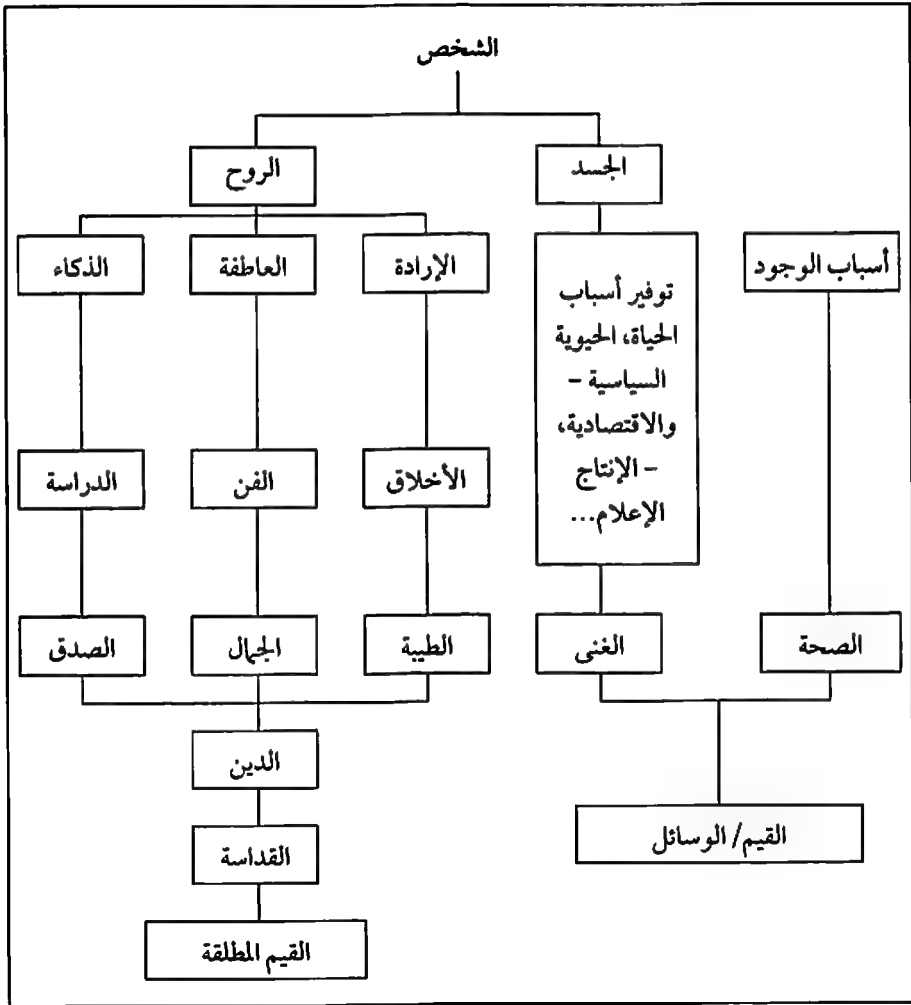 الشخص
الجسد
الروح
أسباب الوجود
توفير أسباب
الحياة، الحيوية
السياسية –
والاقتصادية،
– الإنتاج
الإعلام...
الإرادة
العاطفة
الذكاء
الأخلاق
الفن
الدراسة
الصحة
الغنى
الطيبة
الجمال
الصدق
الدين
القيم/ الوسائل
القداسة
القيم المطلقة